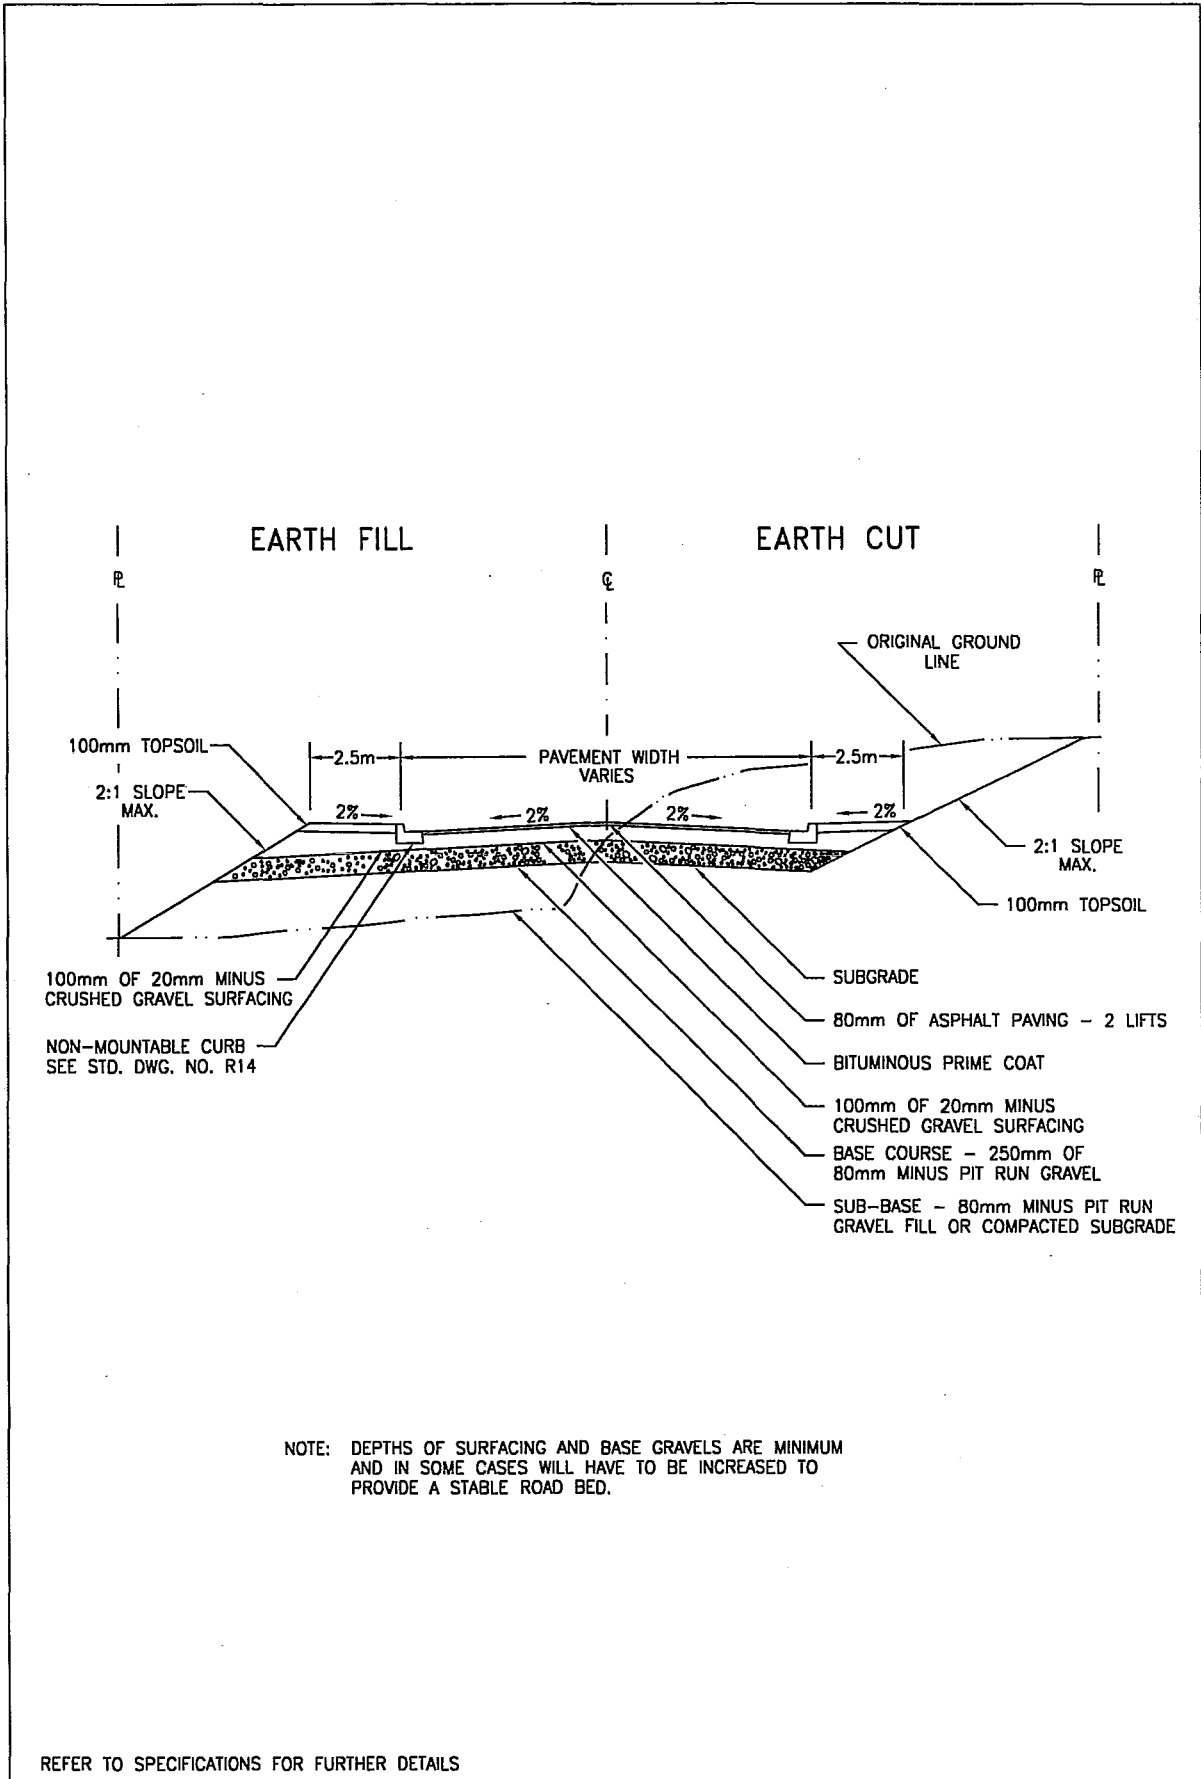 EARTH FILL
EARTH CUT
℄
ORIGINAL GROUND
LINE
100mm TOPSOIL
2.5m
PAVEMENT WIDTH
VARIES
2.5m
2:1 SLOPE
MAX.
2%
2%
2%
2%
2:1 SLOPE
MAX.
100mm TOPSOIL
100mm OF 20mm MINUS
CRUSHED GRAVEL SURFACING
NON-MOUNTABLE CURB
SEE STD. DWG. NO. R14
SUBGRADE
80mm OF ASPHALT PAVING - 2 LIFTS
BITUMINOUS PRIME COAT
100mm OF 20mm MINUS
CRUSHED GRAVEL SURFACING
BASE COURSE - 250mm OF
80mm MINUS PIT RUN GRAVEL
SUB-BASE - 80mm MINUS PIT RUN
GRAVEL FILL OR COMPACTED SUBGRADE
NOTE: DEPTHS OF SURFACING AND BASE GRAVELS ARE MINIMUM
AND IN SOME CASES WILL HAVE TO BE INCREASED TO
PROVIDE A STABLE ROAD BED.
REFER TO SPECIFICATIONS FOR FURTHER DETAILS